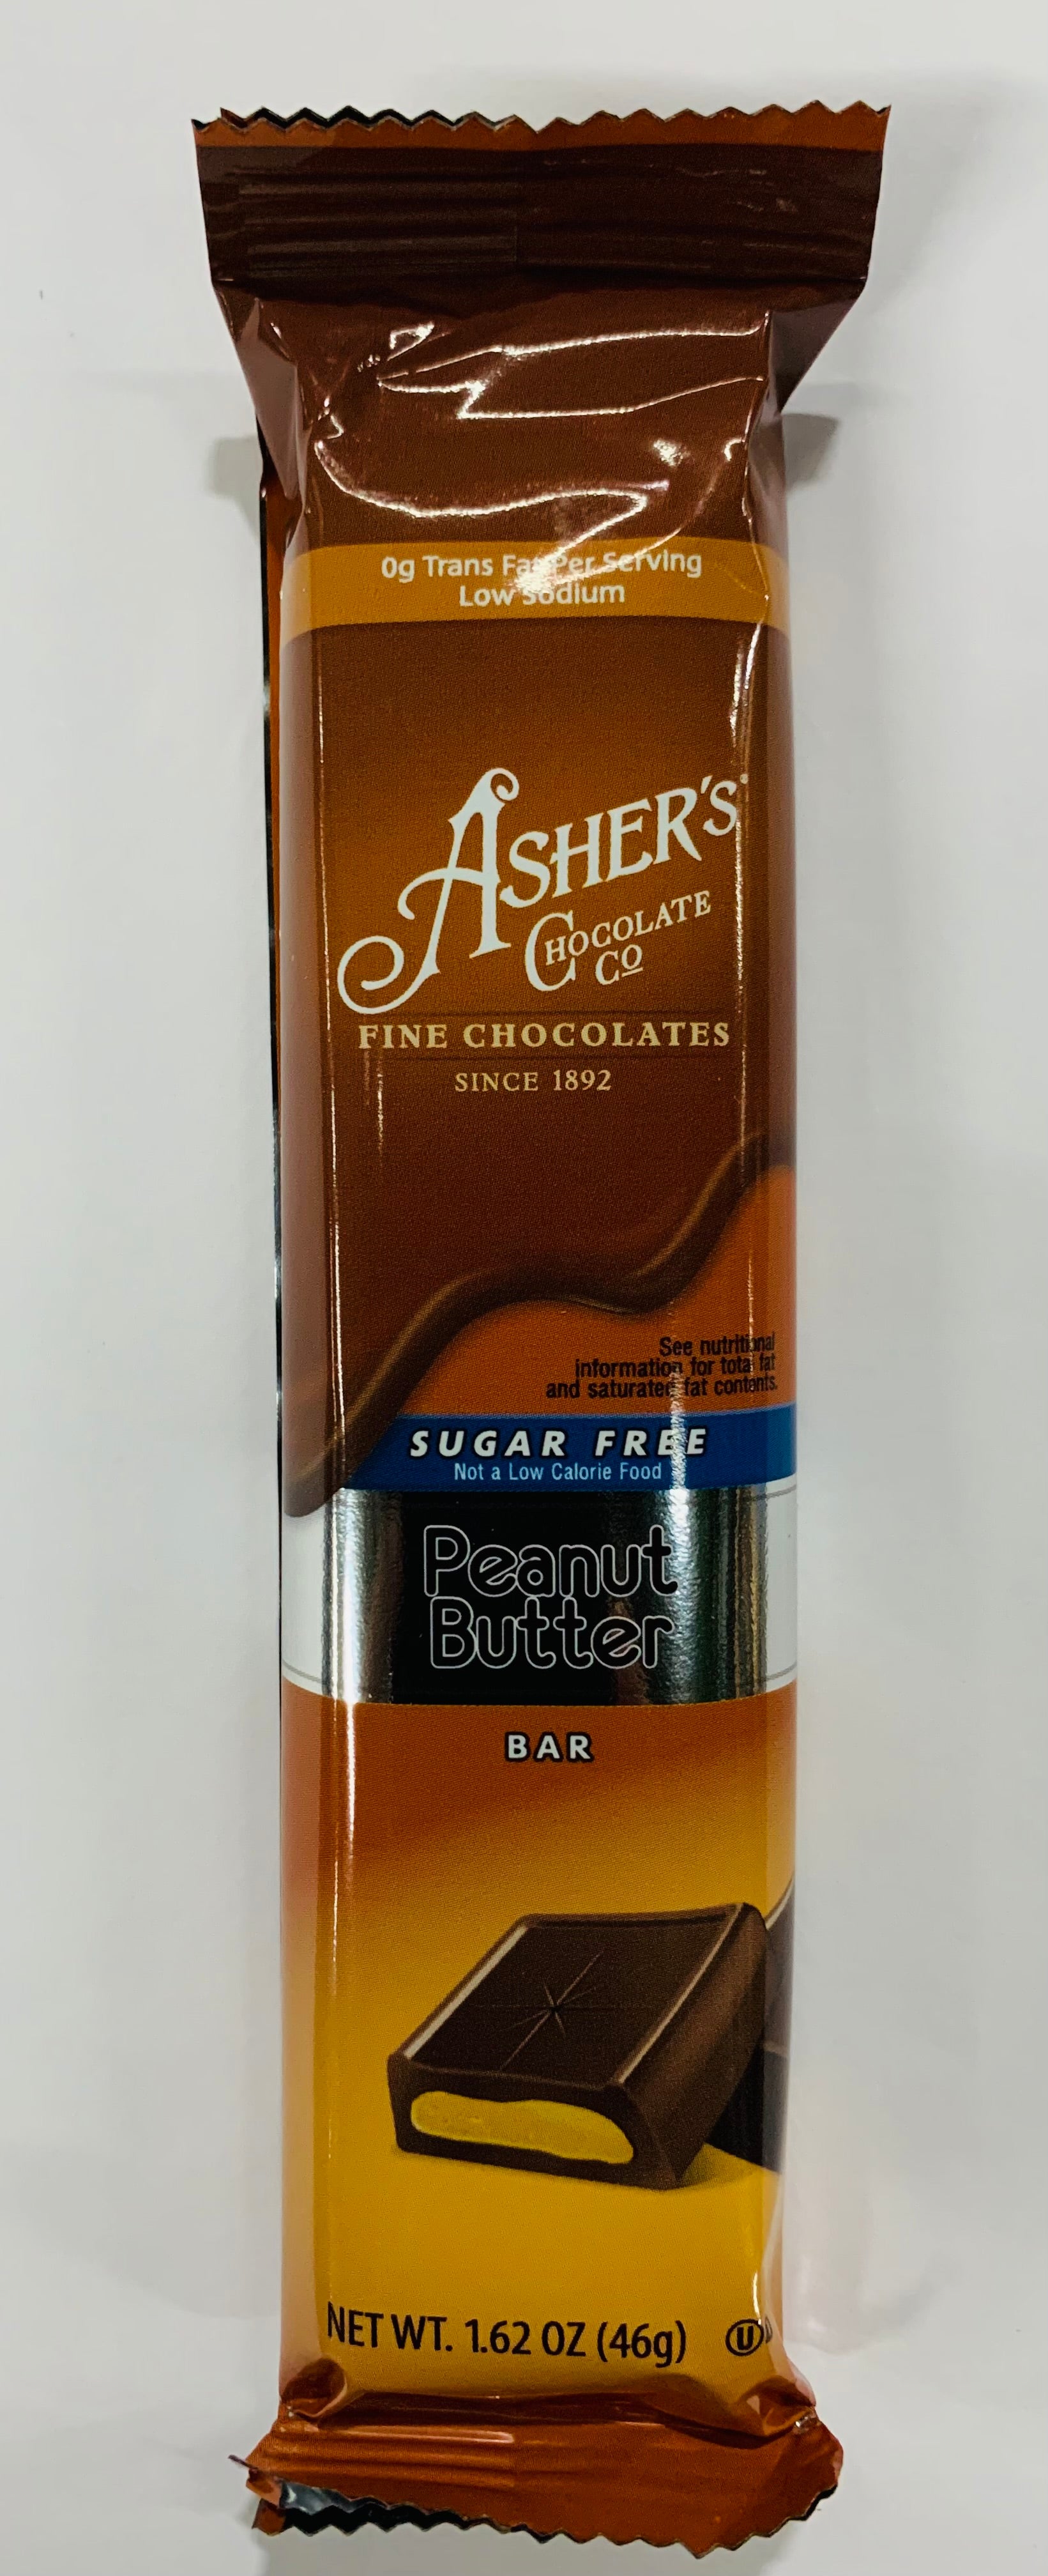 0g Trans Fat Per Serving
Low Sodium
ASHER'S®
CHOCOLATE
Co
FINE CHOCOLATES
SINCE 1892
See nutritional
information for total fat
and saturated fat contents.
SUGAR FREE
Not a Low Calorie Food
Peanut
Butter
BAR
NET WT. 1.62 OZ (46g) U D